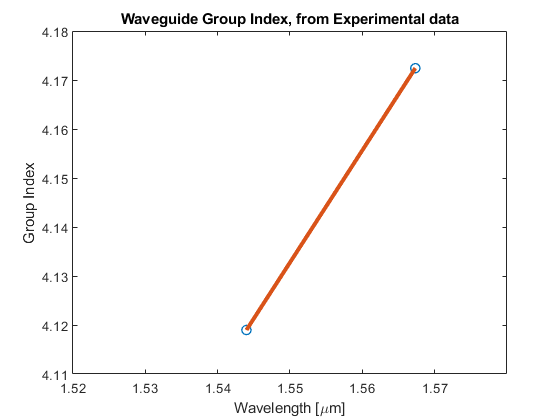 Waveguide Group Index, from Experimental data
4.18
4.17
4.16
4.15
4.14
4.13
4.12
4.11
Group Index
1.52 1.53 1.54 1.55 1.56 1.57
Wavelength [μm]